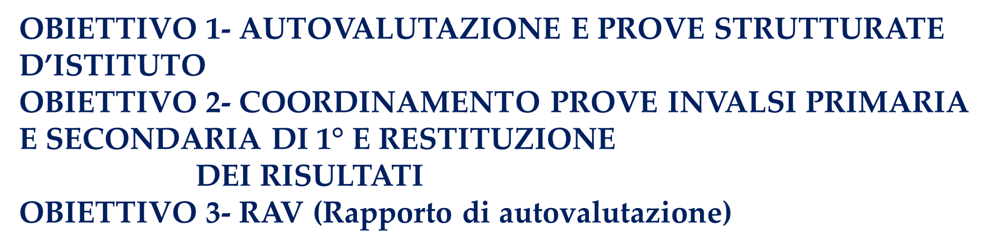 OBIETTIVO 1- AUTOVALUTAZIONE E PROVE STRUTTURATE
D’ISTITUTO
OBIETTIVO 2- COORDINAMENTO PROVE INVALSI PRIMARIA
E SECONDARIA DI 1° E RESTITUZIONE
DEI RISULTATI
OBIETTIVO 3- RAV (Rapporto di autovalutazione)